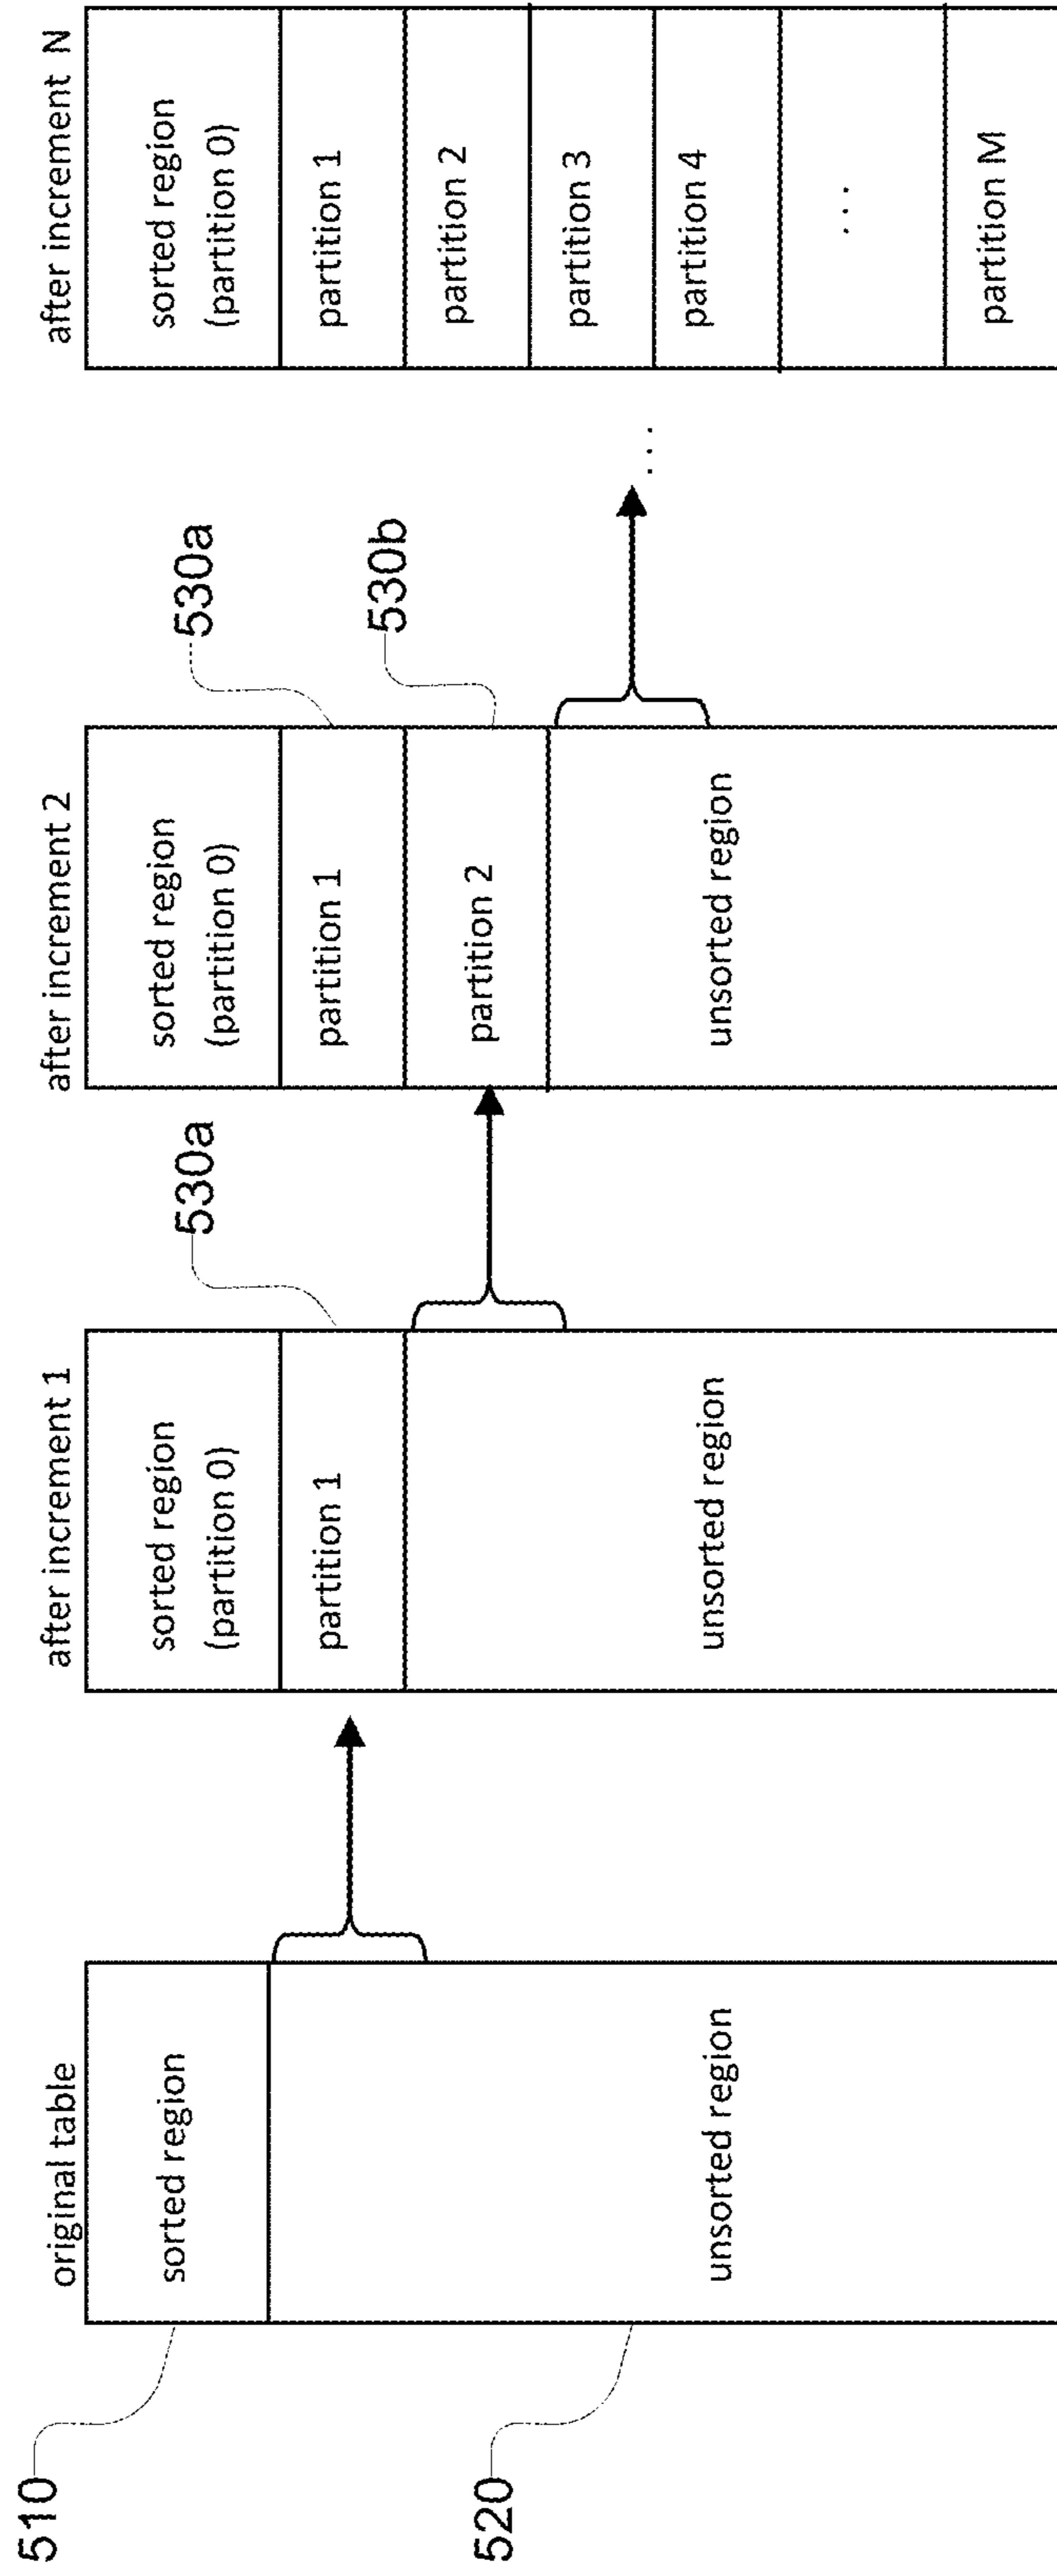 original table
510
sorted region
520
unsorted region
after increment 1
sorted region
(partition 0)
530a
partition 1
unsorted region
after increment 2
sorted region
(partition 0)
530a
partition 1
530b
partition 2
unsorted region
...
after increment N
sorted region
(partition 0)
partition 1
partition 2
partition 3
partition 4
...
partition M